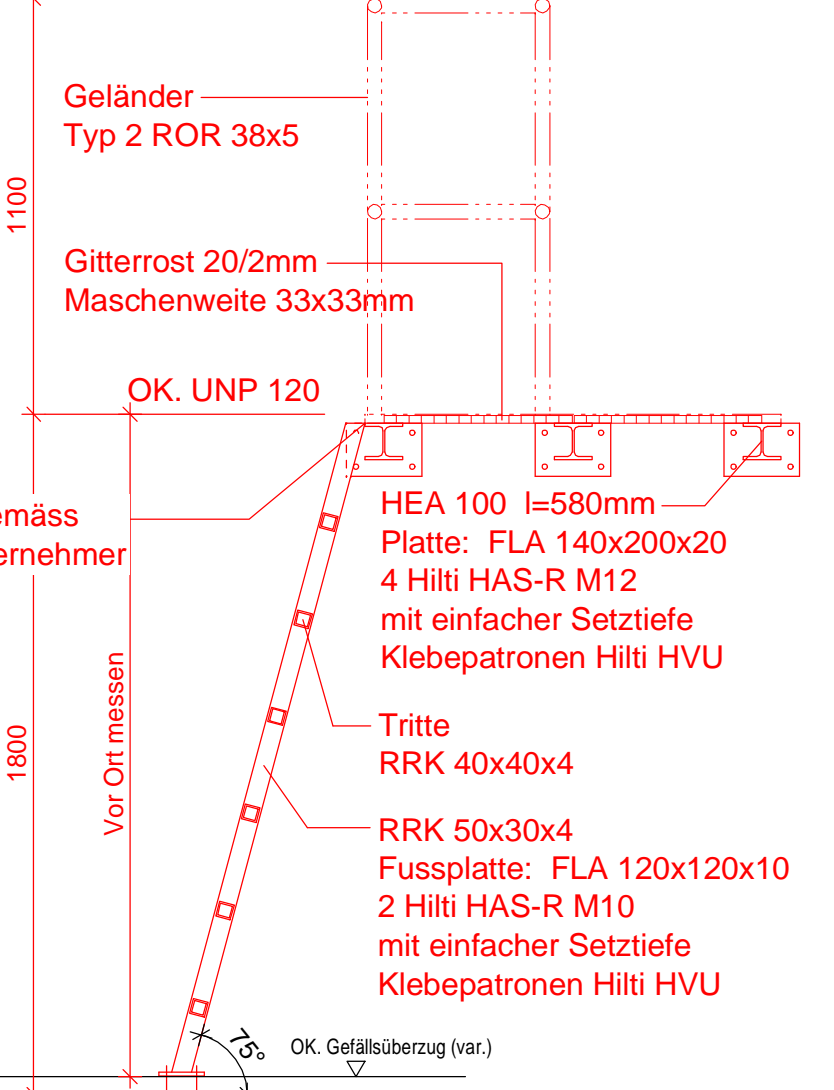 Geländer
Typ 2 ROR 38x5
1100
Gitterrost 20/2mm
Maschenweite 33x33mm
OK. UNP 120
emäss
ernehmer
HEA 100 l=580mm
Platte: FLA 140x200x20
4 Hilti HAS-R M12
mit einfacher Setztiefe
Klebepatronen Hilti HVU
Vor Ort messen
1800
Tritte
RRK 40x40x4
RRK 50x30x4
Fussplatte: FLA 120x120x10
2 Hilti HAS-R M10
mit einfacher Setztiefe
Klebepatronen Hilti HVU
75°
OK. Gefällsüberzug (var.)